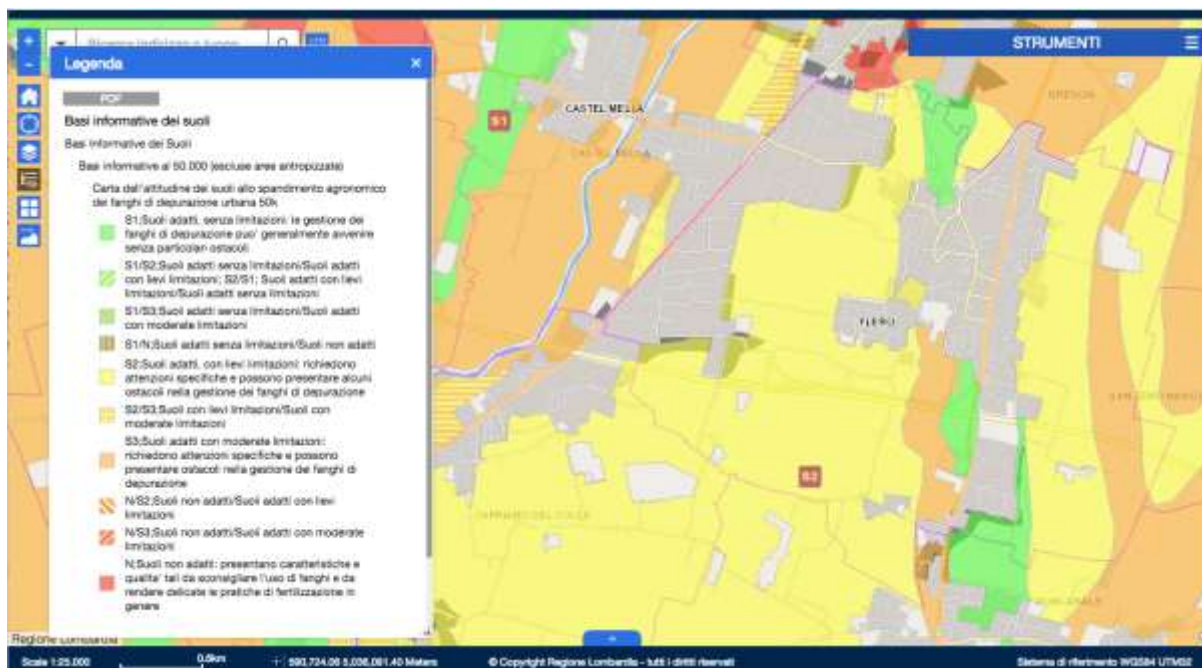 STRUMENTI
Legenda
PDF
Basi informative dei suoli
Basi Informative dei Suoli
Basi informative al 50.000 (escluse aree antropizzate)
Carta dell'attitudine dei suoli allo spandimento agronomico
dei fanghi di depurazione urbana 50k
S1;Suoli adatti, senza limitazioni: la gestione dei
fanghi di depurazione puo' generalmente avvenire
senza particolari ostacoli
S1/S2;Suoli adatti senza limitazioni/Suoli adatti
con lievi limitazioni; S2/S1; Suoli adatti con lievi
limitazioni/Suoli adatti senza limitazioni
S1/S3;Suoli adatti senza limitazioni/Suoli adatti
con moderate limitazioni
S1/N;Suoli adatti senza limitazioni/Suoli non adatti
S2;Suoli adatti, con lievi limitazioni: richiedono
attenzioni specifiche e possono presentare alcuni
ostacoli nella gestione dei fanghi di depurazione
S2/S3;Suoli con lievi limitazioni/Suoli con
moderate limitazioni
S3;Suoli adatti con moderate limitazioni:
richiedono attenzioni specifiche e possono
presentare ostacoli nella gestione dei fanghi di
depurazione
N/S2;Suoli non adatti/Suoli adatti con lievi
limitazioni
N/S3;Suoli non adatti/Suoli adatti con moderate
limitazioni
N;Suoli non adatti: presentano caratteristiche e
qualita' tali da sconsigliare l'uso di fanghi e da
rendere delicate le pratiche di fertilizzazione in
genere
S1
CASTEL MELLA
CASTEL MELLA
BRESCIA
FLERO
S2
CAPRIANO DEL COLLE
Regione Lombardia
Scala 1:25.000
0.6km
© Copyright Regione Lombardia - tutti i diritti riservati